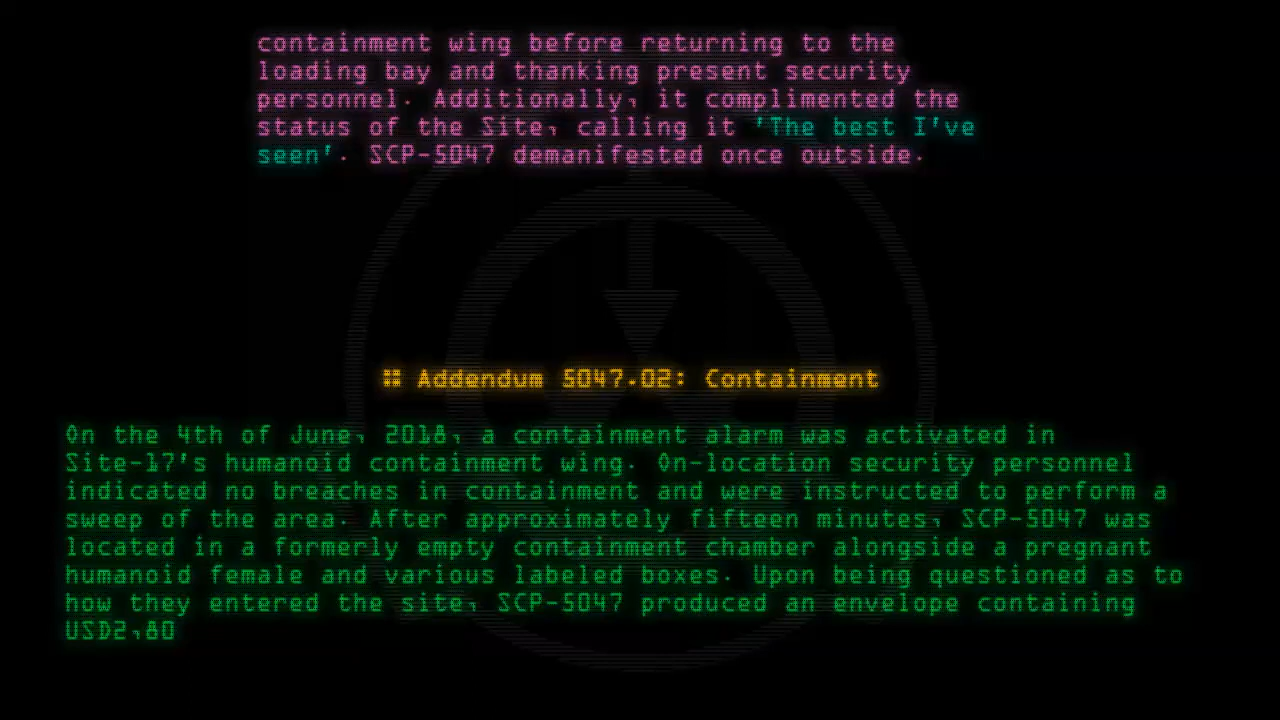 containment wing before returning to the
loading bay and thanking present security
personnel. Additionally, it complimented the
status of the Site, calling it 'The best I've
seen'. SCP-5047 demanifested once outside.
:: Addendum 5047.02: Containment
On the 4th of June, 2018, a containment alarm was activated in
Site-17's humanoid containment wing. On-location security personnel
indicated no breaches in containment and were instructed to perform a
sweep of the area. After approximately fifteen minutes, SCP-5047 was
located in a formerly empty containment chamber alongside a pregnant
humanoid female and various labeled boxes. Upon being questioned as to
how they entered the site, SCP-5047 produced an envelope containing
USD2,80